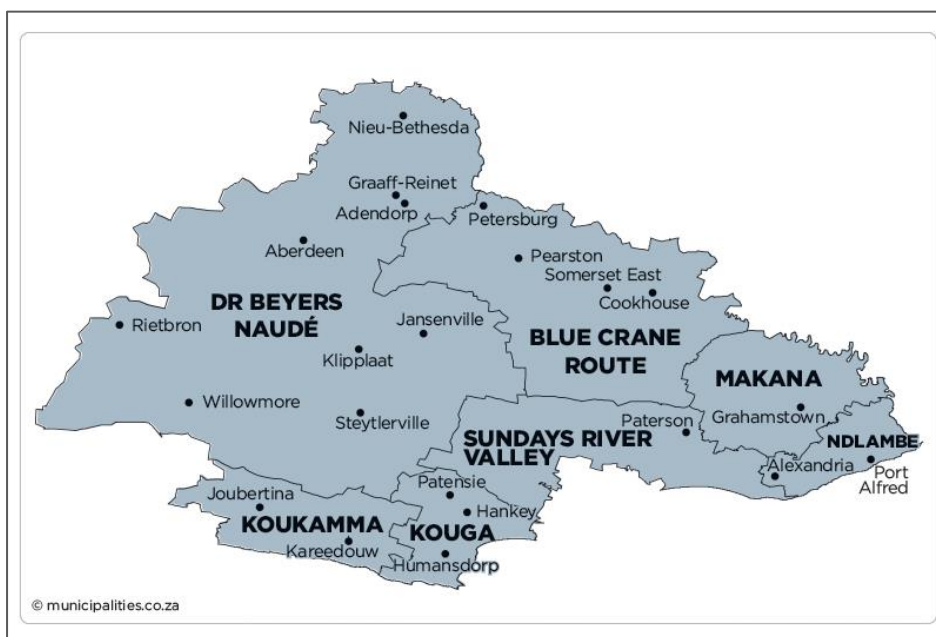 Nieu-Bethesda
Graaff-Reinet
Adendorp
Petersburg
Aberdeen
Pearston
Somerset East
Cookhouse
DR BEYERS
NAUDÉ
Rietbron
Jansenville
BLUE CRANE
ROUTE
Klipplaat
MAKANA
Willowmore
Steytlerville
Paterson
Grahamstown
SUNDAYS RIVER
VALLEY
NDLAMBE
Alexandria
Port
Alfred
Patensie
Joubertina
Hankey
KOUKAMMA
KOUGA
Kareedouw
Humansdorp
© municipalities.co.za